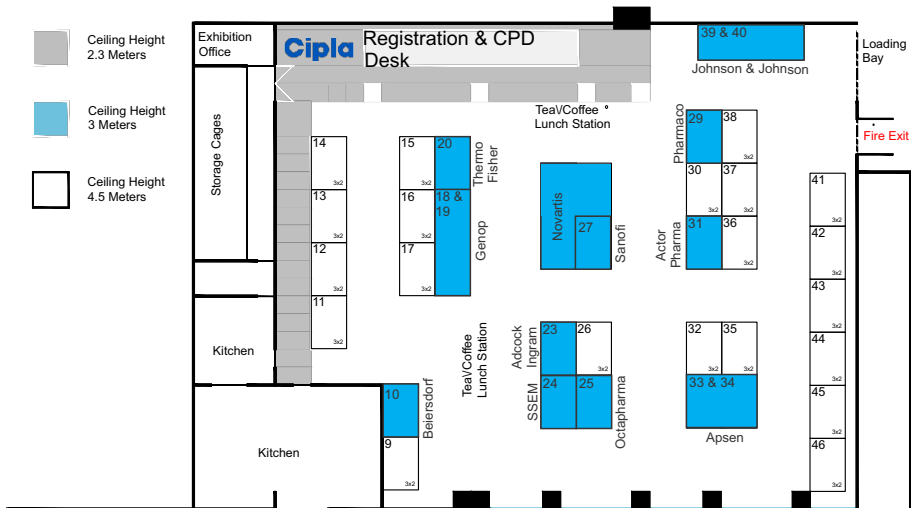 Ceiling Height
2.3 Meters
Ceiling Height
3 Meters
Ceiling Height
4.5 Meters
Exhibition
Office
Cipla
Registration & CPD
Desk
39 & 40
Johnson & Johnson
Loading
Bay
Fire Exit
Storage Cages
Tea\/Coffee
Lunch Station
14
3x2
13
3x2
12
3x2
11
3x2
15
3x2
16
3x2
17
3x2
20
Thermo
Fisher
18 &
19
Genop
Novartis
27
Sanofi
Pharmaco
29
38
3x2
30
3x2
37
3x2
Actor
Pharma
31
36
3x2
41
3x2
42
3x2
43
3x2
44
3x2
45
3x2
46
3x2
Kitchen
Tea\/Coffee
Lunch Station
Adcock
Ingram
23
26
3x2
SSEM
24
25
Octapharma
32
3x2
35
3x2
33 & 34
Apsen
10
Beiersdorf
9
3x2
Kitchen